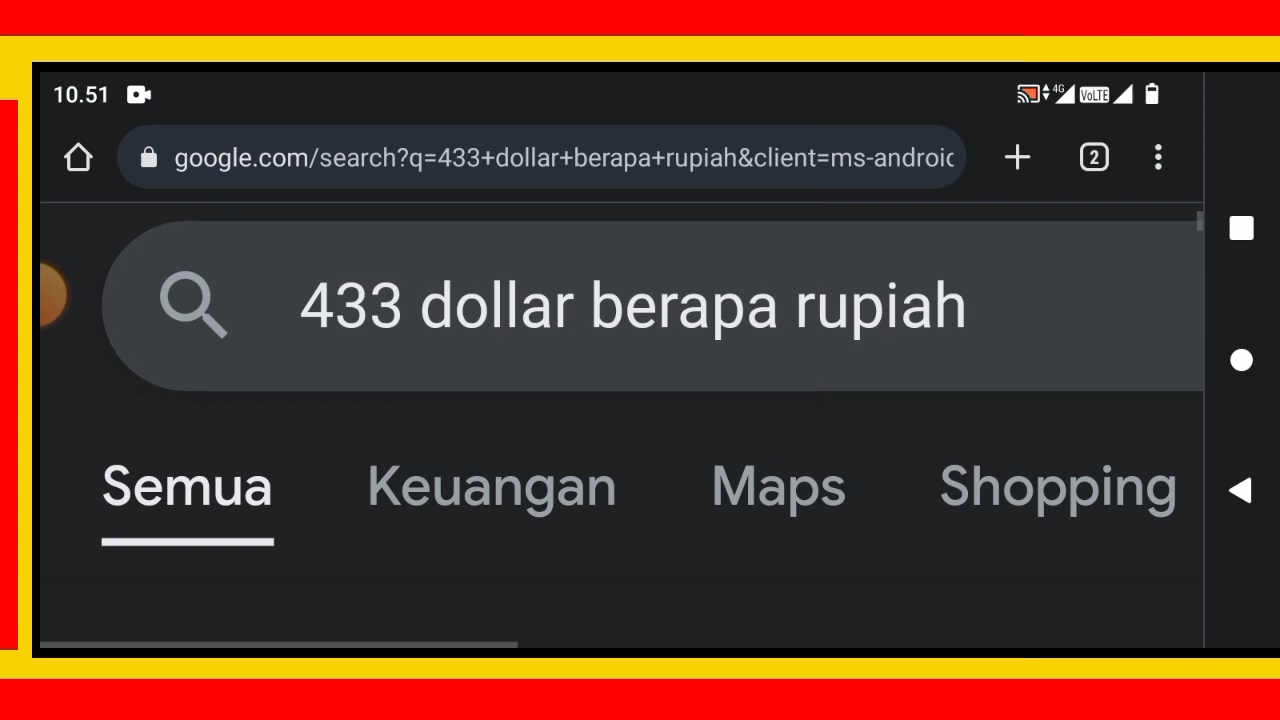 10.51 4G VoLTE
google.com/search?q=433+dollar+berapa+rupiah&client=ms-androic 2
433 dollar berapa rupiah
Semua Keuangan Maps Shopping